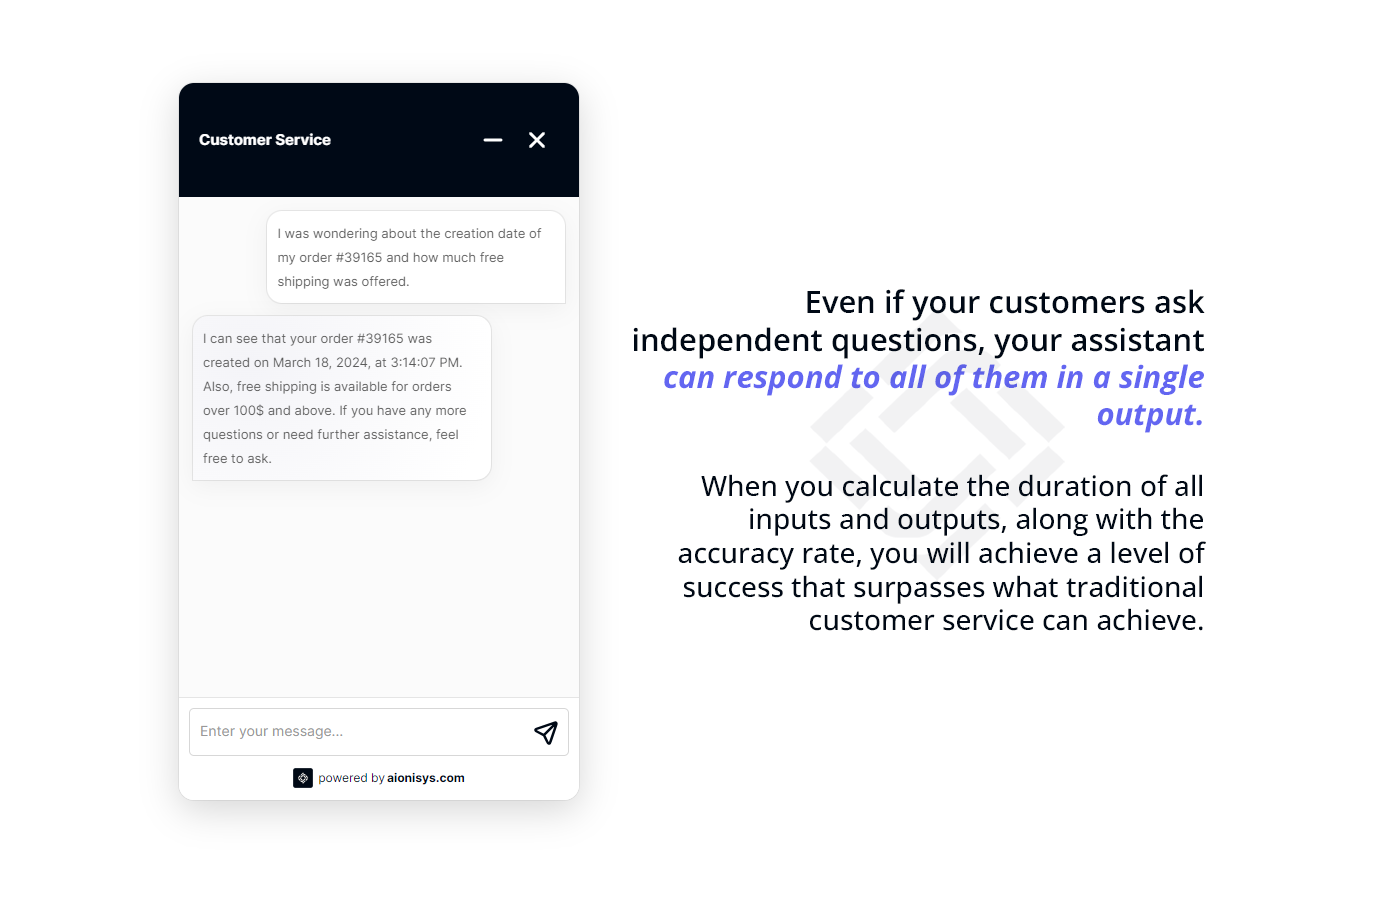 Customer Service
I was wondering about the creation date of
my order #39165 and how much free
shipping was offered.
I can see that your order #39165 was
created on March 18, 2024, at 3:14:07 PM.
Also, free shipping is available for orders
over 100$ and above. If you have any more
questions or need further assistance, feel
free to ask.
Enter your message...
powered by aionisys.com
Even if your customers ask
independent questions, your assistant
can respond to all of them in a single
output.
When you calculate the duration of all
inputs and outputs, along with the
accuracy rate, you will achieve a level of
success that surpasses what traditional
customer service can achieve.